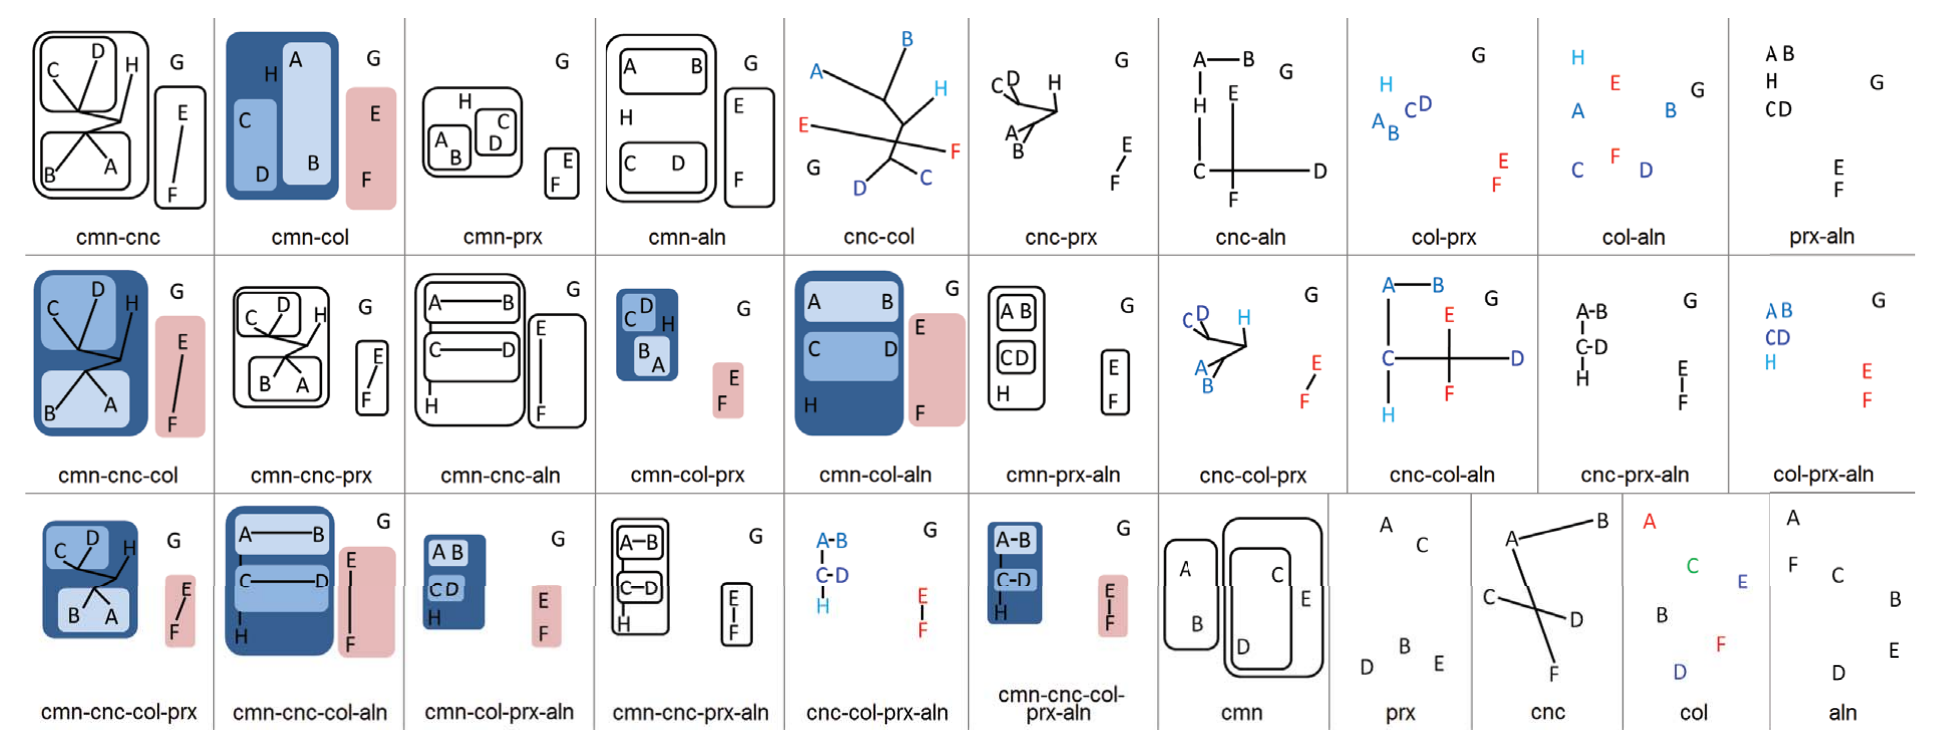 D
C H G
E
B A F
cmn-cnc
A G
H
C E
B
D F
cmn-col
G
H
C
A D
B E
F
cmn-prx
A B G
E
H
C D
F
cmn-aln
B
A
H
E
F
G
D C
cnc-col
G
C D H
A
B E
F
cnc-prx
A B G
H E
C D
F
cnc-aln
G
H
C D
A B
E
F
col-prx
H
E G
A B
F
C D
col-aln
A B
H G
C D
E
F
prx-aln
D
C H G
E
B A
F
cmn-cnc-col
C D H G
B A E
F
cmn-cnc-prx
A B G
E
C D
H F
cmn-cnc-aln
C D H G
B A
E
F
cmn-col-prx
A B G
E
C D
H F
cmn-col-aln
A B G
C D
H E
F
cmn-prx-aln
G
C D H
A
B E
F
cnc-col-prx
A B G
E
C D
F
H
cnc-col-aln
A-B G
C-D
H E
F
cnc-prx-aln
A B G
C D
H E
F
col-prx-aln
C D H G
B A E
F
cmn-cnc-col-prx
A B G
E
C D
H F
cmn-cnc-col-aln
A B G
C D
H E
F
cmn-col-prx-aln
A B G
C D
H E
F
cmn-cnc-prx-aln
A-B G
C-D
H E
F
cnc-col-prx-aln
A-B G
C-D
H E
F
cmn-cnc-col-
prx-aln
A C
E
B
D
cmn
A
C
B
D E
prx
B
A
C
D
F
cnc
A
C
E
B
F
D
col
A
F
C
B
E
D
aln